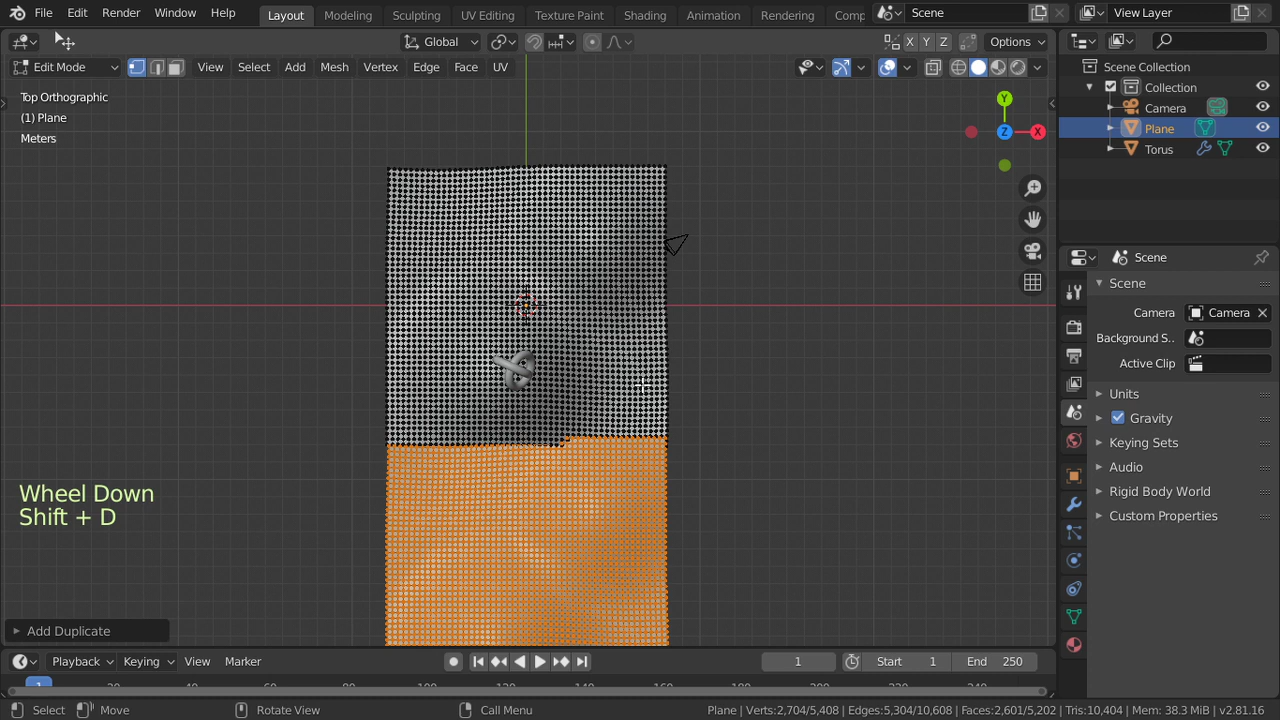 File Edit Render Window Help Layout Modeling Sculpting UV Editing Texture Paint Shading Animation Rendering Comp Scene View Layer
Global X Y Z Options
Edit Mode View Select Add Mesh Vertex Edge Face UV
Scene Collection
Collection
Camera
Plane
Torus
Top Orthographic
(1) Plane
Meters
Y
Z
X
Scene
Scene
Camera Camera
Background S..
Active Clip
Units
Gravity
Keying Sets
Audio
Rigid Body World
Custom Properties
Wheel Down
Shift + D
Add Duplicate
Playback Keying View Marker 1 Start 1 End 250
1
Select Move Rotate View Call Menu Plane | Verts:2,704/5,408 | Edges:5,304/10,608 | Faces:2,601/5,202 | Tris:10,404 | Mem: 38.3 MiB | v2.81.16